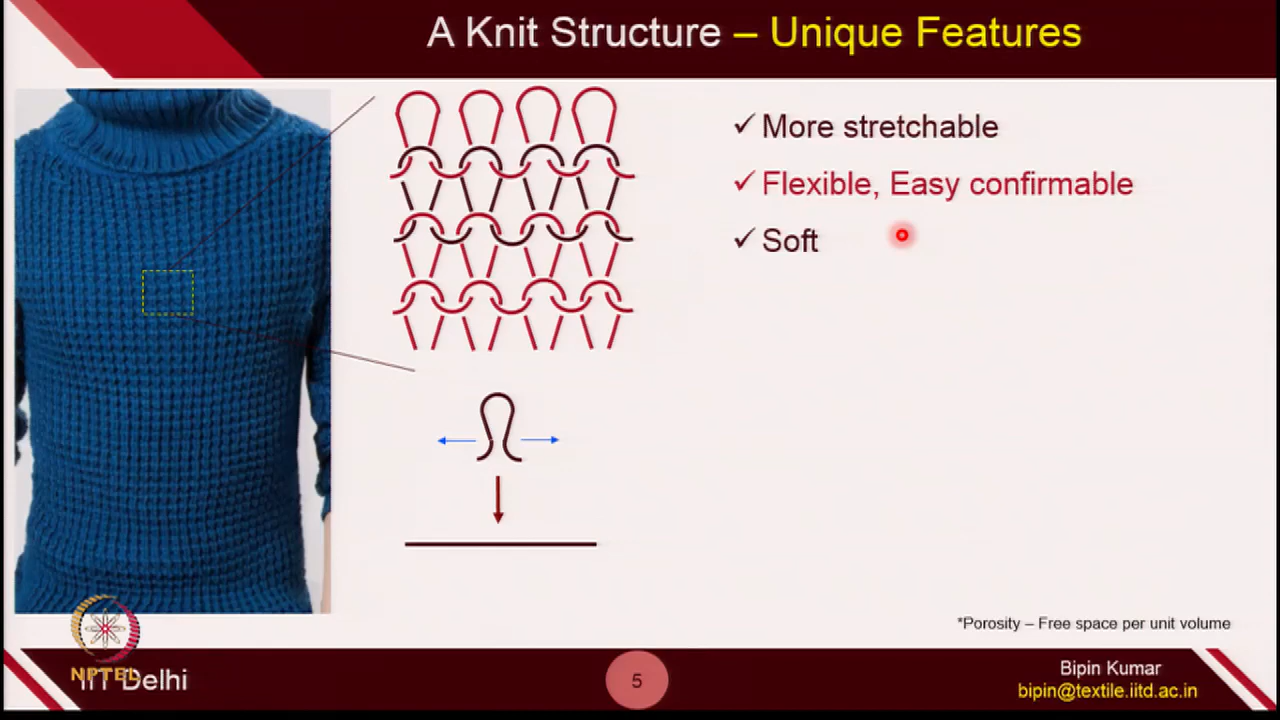 A Knit Structure – Unique Features
✓ More stretchable
✓ Flexible, Easy confirmable
✓ Soft
*Porosity – Free space per unit volume
NPTEL
IIT Delhi
5
Bipin Kumar
bipin@textile.iitd.ac.in